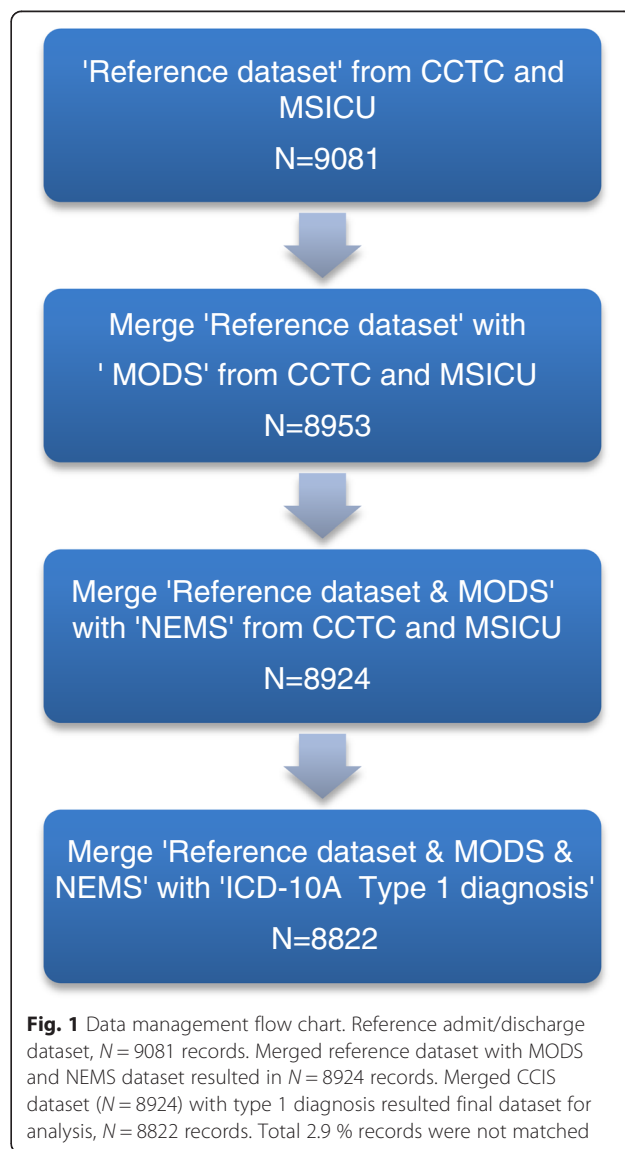 'Reference dataset' from CCTC and
MSICU
N=9081
Merge 'Reference dataset' with
' MODS' from CCTC and MSICU
N=8953
Merge 'Reference dataset & MODS'
with 'NEMS' from CCTC and MSICU
N=8924
Merge 'Reference dataset & MODS &
NEMS' with 'ICD-10A Type 1 diagnosis'
N=8822
Fig. 1 Data management flow chart. Reference admit/discharge
dataset, N = 9081 records. Merged reference dataset with MODS
and NEMS dataset resulted in N = 8924 records. Merged CCIS
dataset (N = 8924) with type 1 diagnosis resulted final dataset for
analysis, N = 8822 records. Total 2.9 % records were not matched